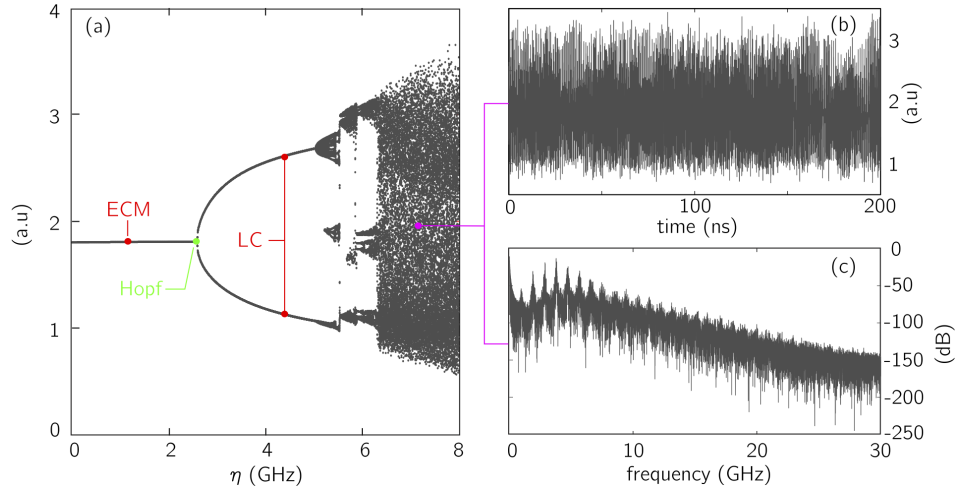 (a)
4
3
2
1
0
(a.u)
ECM
Hopf
LC
0
2
4
6
8
η (GHz)
(b)
3
2
1
(a.u)
0
100
200
time (ns)
(c)
0
-50
-100
-150
-200
-250
(dB)
0
10
20
30
frequency (GHz)